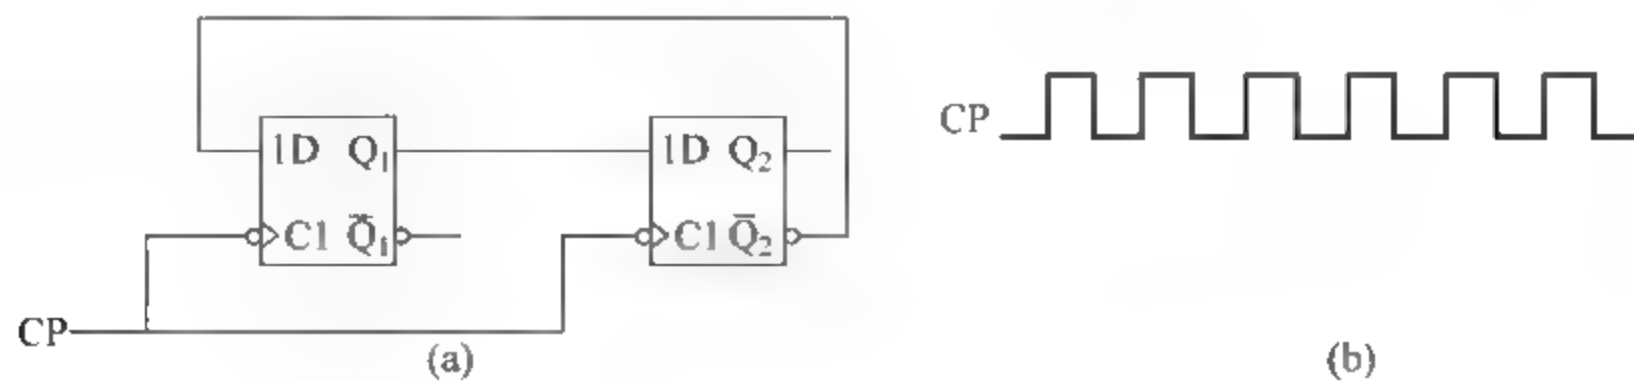 1D Q₁
C1 Q̄₁
1D Q₂
C1 Q̄₂
CP
(a)
CP
(b)